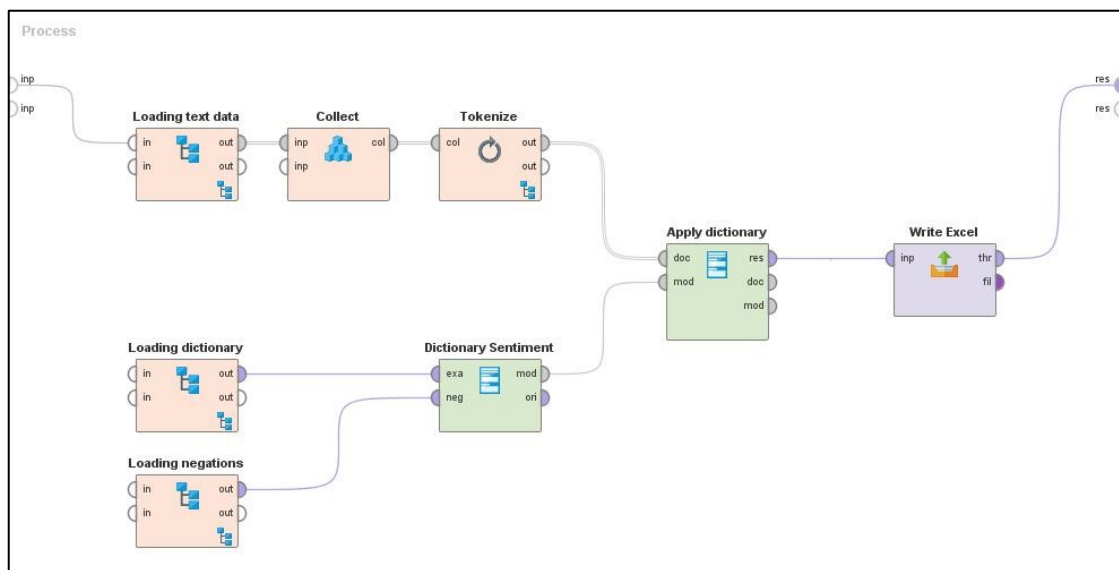 Process
inp
inp
res
res
Loading text data
in out
in out
Collect
inp col
inp
Tokenize
col out
out
Apply dictionary
doc res
mod doc
mod
Write Excel
inp thr
fil
Loading dictionary
in out
in out
Dictionary Sentiment
exa mod
neg ori
Loading negations
in out
in out